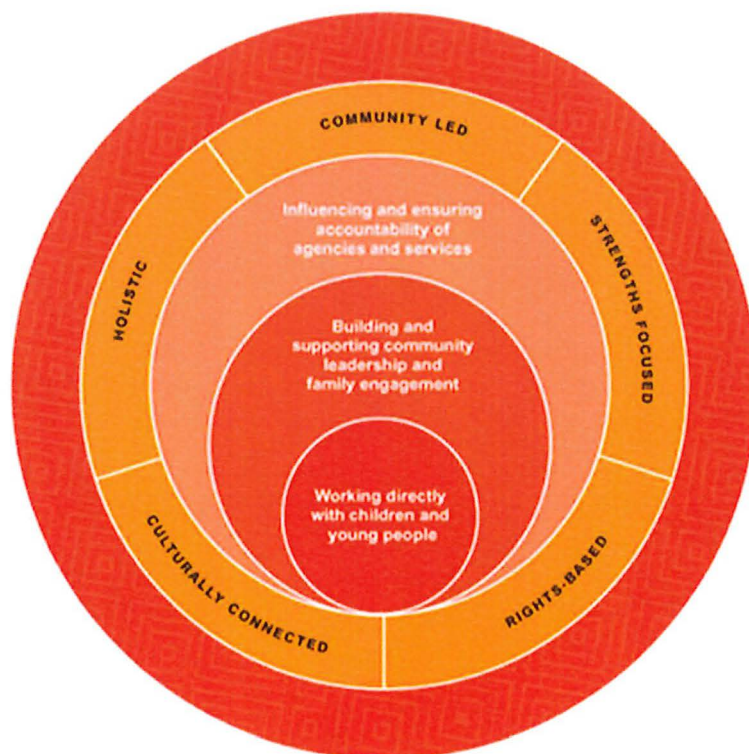 COMMUNITY LED
STRENGTHS FOCUSED
RIGHTS-BASED
CULTURALLY CONNECTED
HOLISTIC
Influencing and ensuring
accountability of
agencies and services
Building and
supporting community
leadership and
family engagement
Working directly
with children and
young people